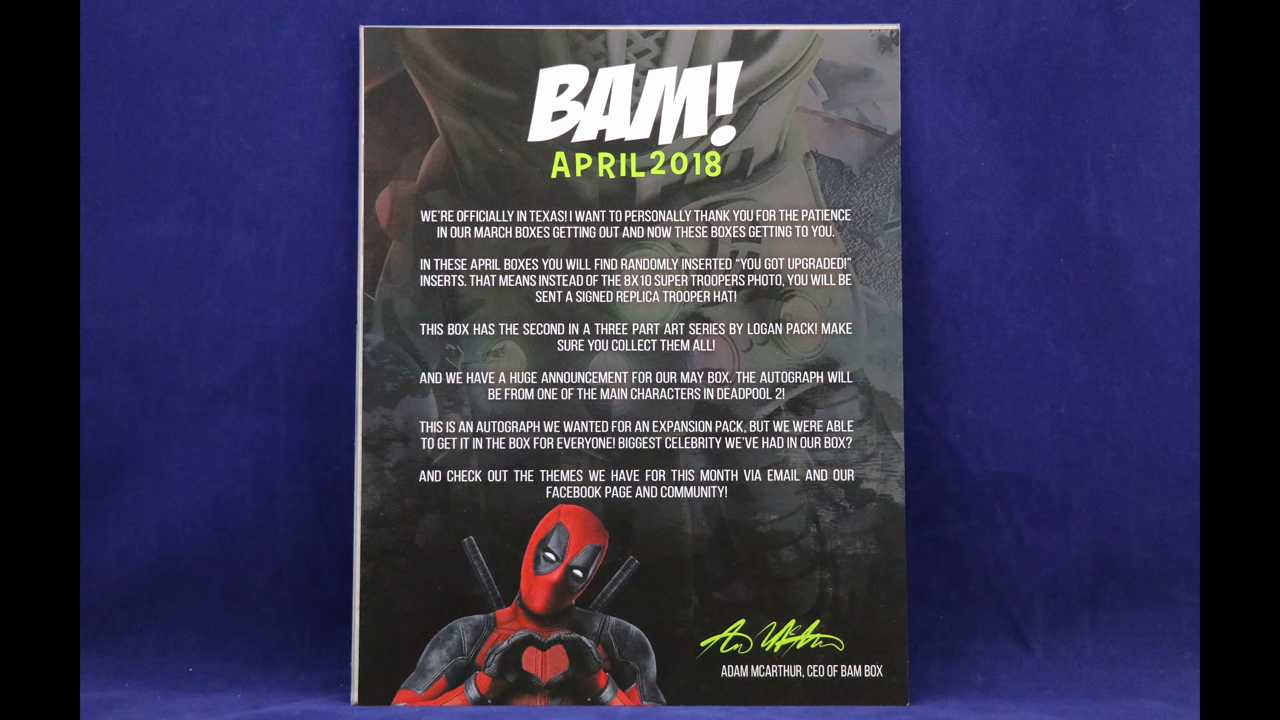 BAM!
APRIL 2018
WE'RE OFFICIALLY IN TEXAS! I WANT TO PERSONALLY THANK YOU FOR THE PATIENCE
IN OUR MARCH BOXES GETTING OUT AND NOW THESE BOXES GETTING TO YOU.
IN THESE APRIL BOXES YOU WILL FIND RANDOMLY INSERTED "YOU GOT UPGRADED!"
INSERTS. THAT MEANS INSTEAD OF THE 8X10 SUPER TROOPERS PHOTO, YOU WILL BE
SENT A SIGNED REPLICA TROOPER HAT!
THIS BOX HAS THE SECOND IN A THREE PART ART SERIES BY LOGAN PACK! MAKE
SURE YOU COLLECT THEM ALL!
AND WE HAVE A HUGE ANNOUNCEMENT FOR OUR MAY BOX. THE AUTOGRAPH WILL
BE FROM ONE OF THE MAIN CHARACTERS IN DEADPOOL 2!
THIS IS AN AUTOGRAPH WE WANTED FOR AN EXPANSION PACK, BUT WE WERE ABLE
TO GET IT IN THE BOX FOR EVERYONE! BIGGEST CELEBRITY WE'VE HAD IN OUR BOX?
AND CHECK OUT THE THEMES WE HAVE FOR THIS MONTH VIA EMAIL AND OUR
FACEBOOK PAGE AND COMMUNITY!
ADAM MCARTHUR, CEO OF BAM BOX